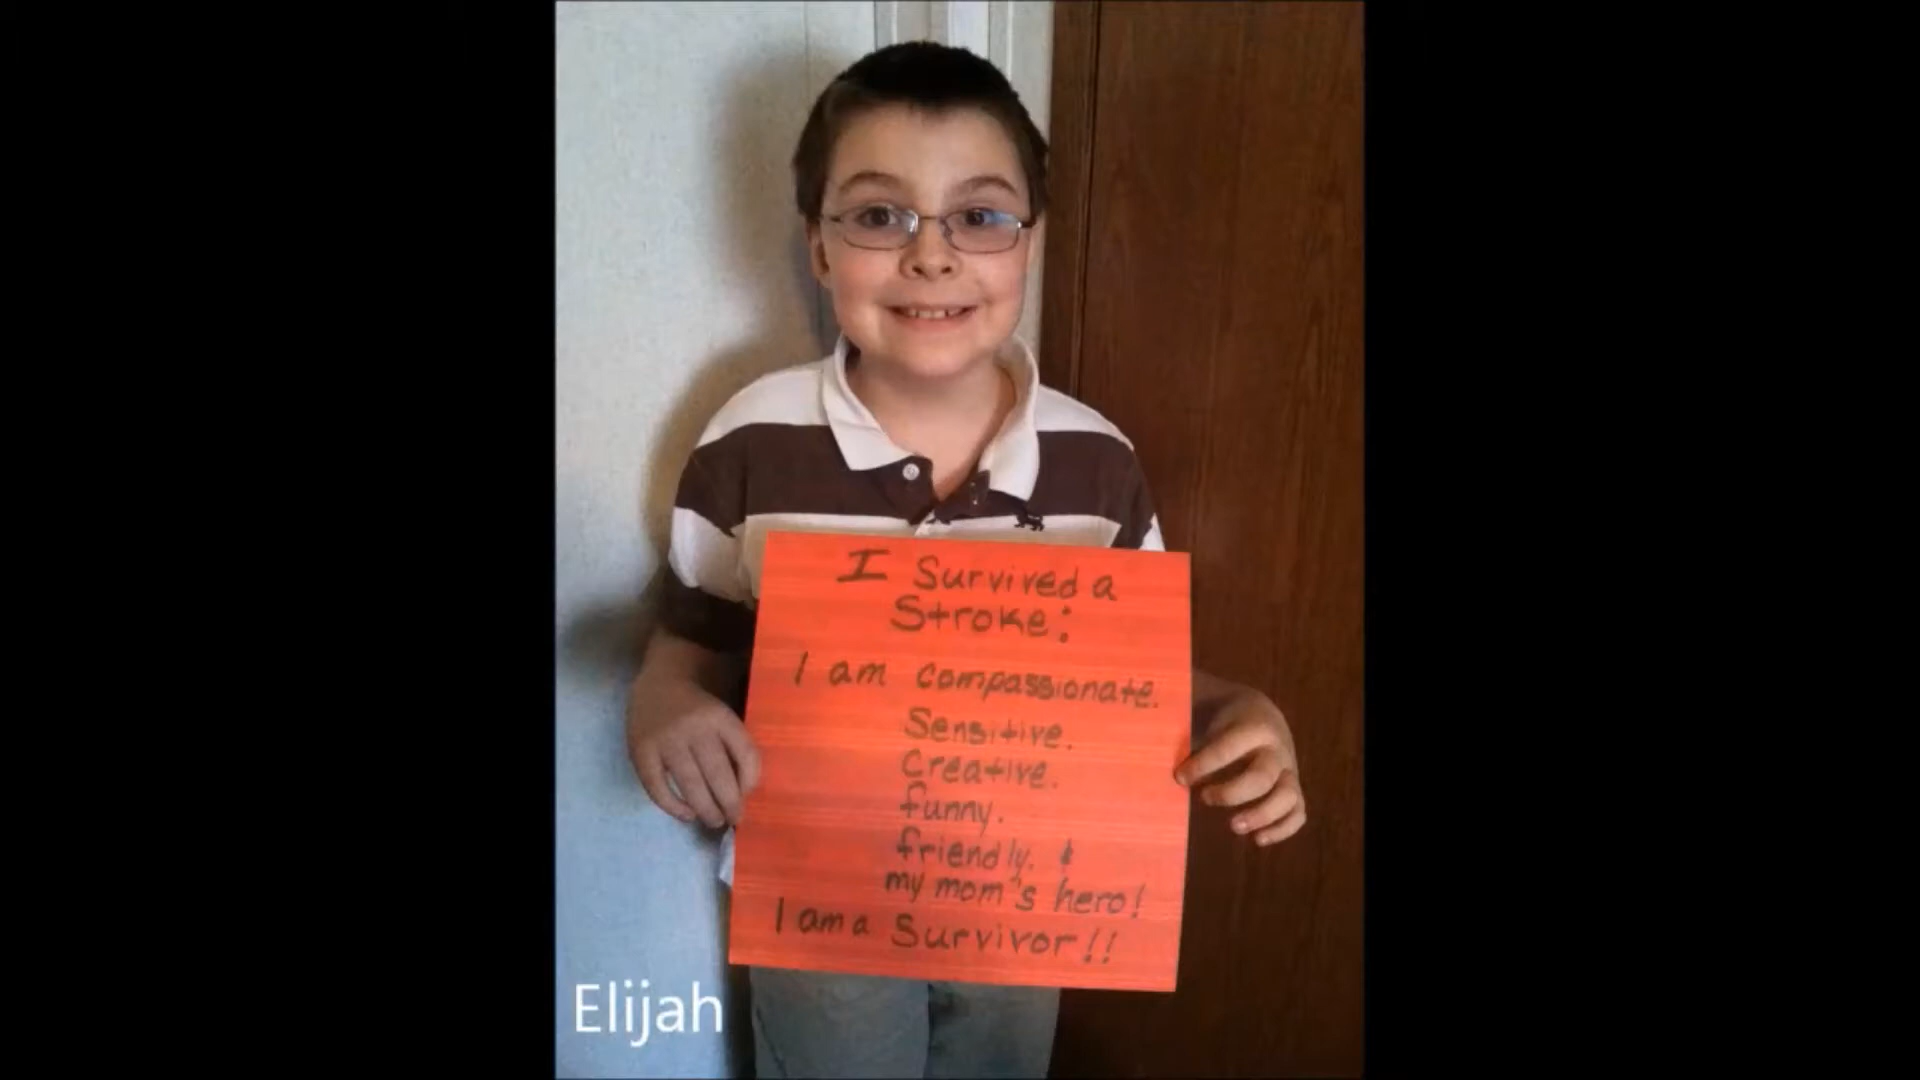 I Survived a
Stroke:
I am compassionate.
Sensitive.
Creative.
funny.
friendly. &
my mom's hero!
I am a Survivor!!
Elijah